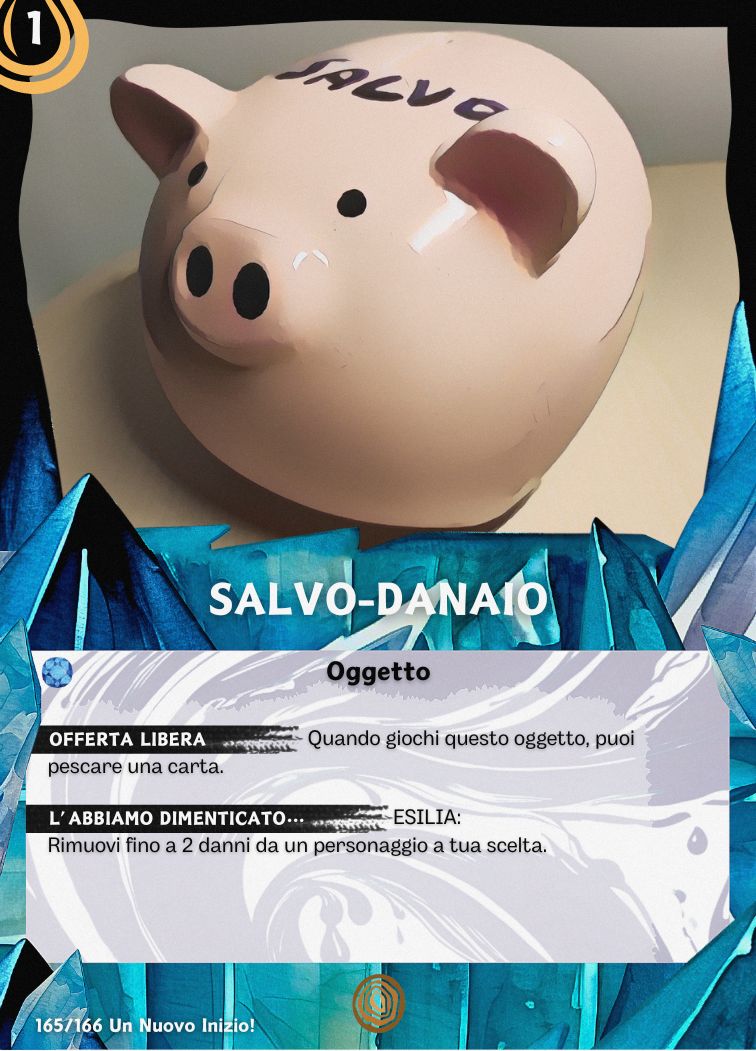 1
SALVO
SALVO-DANAIO
Oggetto
OFFERTA LIBERA Quando giochi questo oggetto, puoi
pescare una carta.
L'ABBIAMO DIMENTICATO... ESILIA:
Rimuovi fino a 2 danni da un personaggio a tua scelta.
165/166 Un Nuovo Inizio!